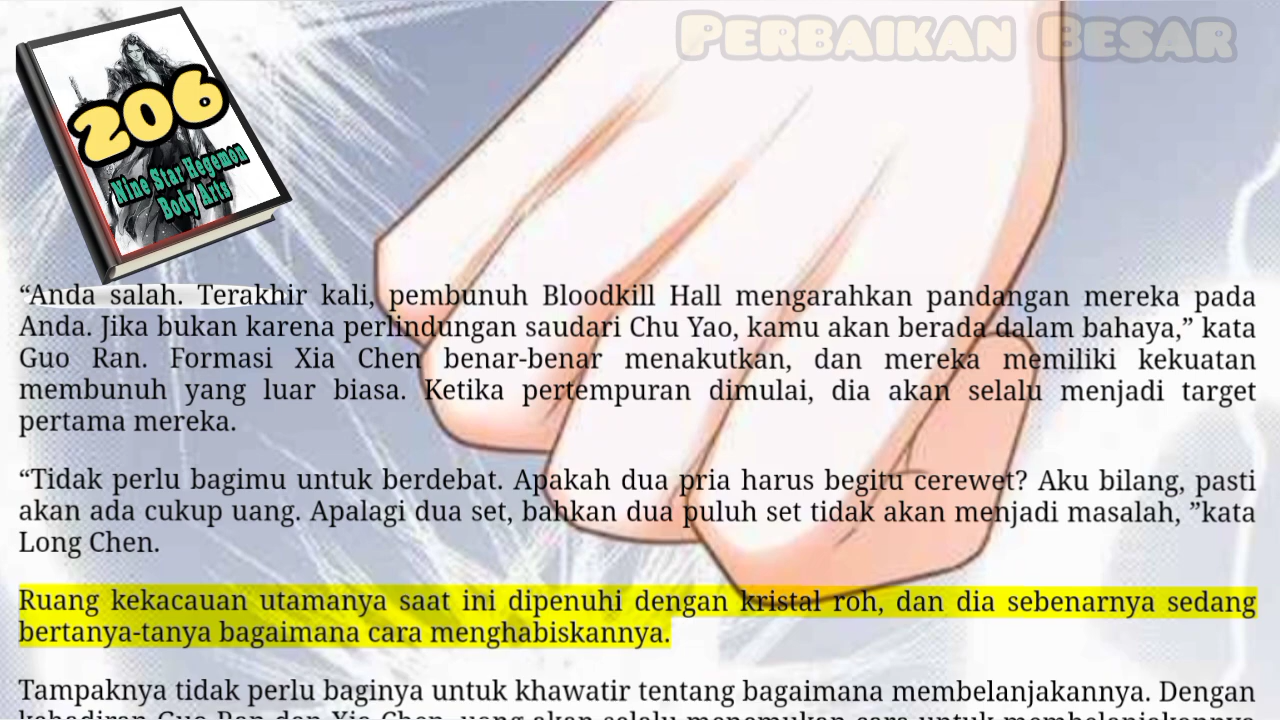 PERBAIKAN BESAR
206
Nine Star Hegemon
Body Arts
“Anda salah. Terakhir kali, pembunuh Bloodkill Hall mengarahkan pandangan mereka pada
Anda. Jika bukan karena perlindungan saudari Chu Yao, kamu akan berada dalam bahaya,” kata
Guo Ran. Formasi Xia Chen benar-benar menakutkan, dan mereka memiliki kekuatan
membunuh yang luar biasa. Ketika pertempuran dimulai, dia akan selalu menjadi target
pertama mereka.
“Tidak perlu bagimu untuk berdebat. Apakah dua pria harus begitu cerewet? Aku bilang, pasti
akan ada cukup uang. Apalagi dua set, bahkan dua puluh set tidak akan menjadi masalah, ”kata
Long Chen.
Ruang kekacauan utamanya saat ini dipenuhi dengan kristal roh, dan dia sebenarnya sedang
bertanya-tanya bagaimana cara menghabiskannya.
Tampaknya tidak perlu baginya untuk khawatir tentang bagaimana membelanjakannya. Dengan